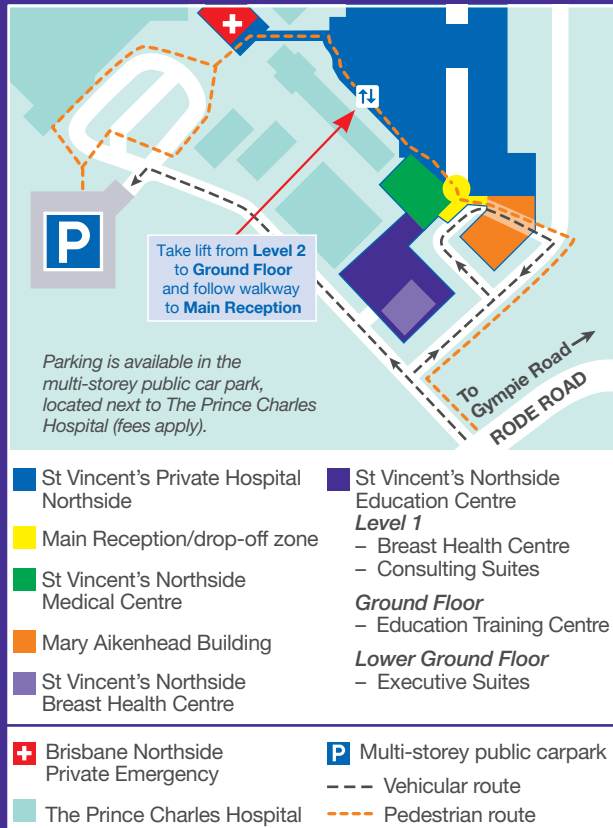 Take lift from Level 2
to Ground Floor
and follow walkway
to Main Reception
Parking is available in the
multi-storey public car park,
located next to The Prince Charles
Hospital (fees apply).
P
To
Gympie Road
RODE ROAD
St Vincent's Private Hospital
Northside
Main Reception/drop-off zone
St Vincent's Northside
Medical Centre
Mary Aikenhead Building
St Vincent's Northside
Breast Health Centre
St Vincent's Northside
Education Centre
Level 1
– Breast Health Centre
– Consulting Suites
Ground Floor
– Education Training Centre
Lower Ground Floor
– Executive Suites
Brisbane Northside
Private Emergency
The Prince Charles Hospital
P Multi-storey public carpark
Vehicular route
Pedestrian route